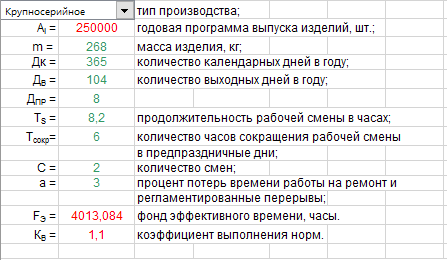 Крупносерийное тип производства;
Aᵢ= 250000 годовая программа выпуска изделий, шт.;
m = 268 масса изделия, кг;
Дк = 365 количество календарных дней в году;
Дв = 104 количество выходных дней в году;
ДПР = 8
Ts = 8,2 продолжительность рабочей смены в часах;
Тсокр= 6 количество часов сокращения рабочей смены
в предпраздничные дни;
С = 2 количество смен;
а = 3 процент потерь времени работы на ремонт и
регламентированные перерывы;
Fэ = 4013,084 фонд эффективного времени, часы.
Кв = 1,1 коэффициент выполнения норм.